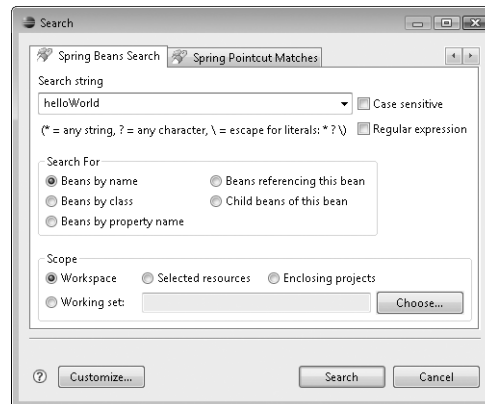 Search
Spring Beans Search Spring Pointcut Matches
Search string
helloWorld Case sensitive
(* = any string, ? = any character, \ = escape for literals: * ? \) Regular expression
Search For
Beans by name Beans referencing this bean
Beans by class Child beans of this bean
Beans by property name
Scope
Workspace Selected resources Enclosing projects
Working set: Choose...
? Customize... Search Cancel